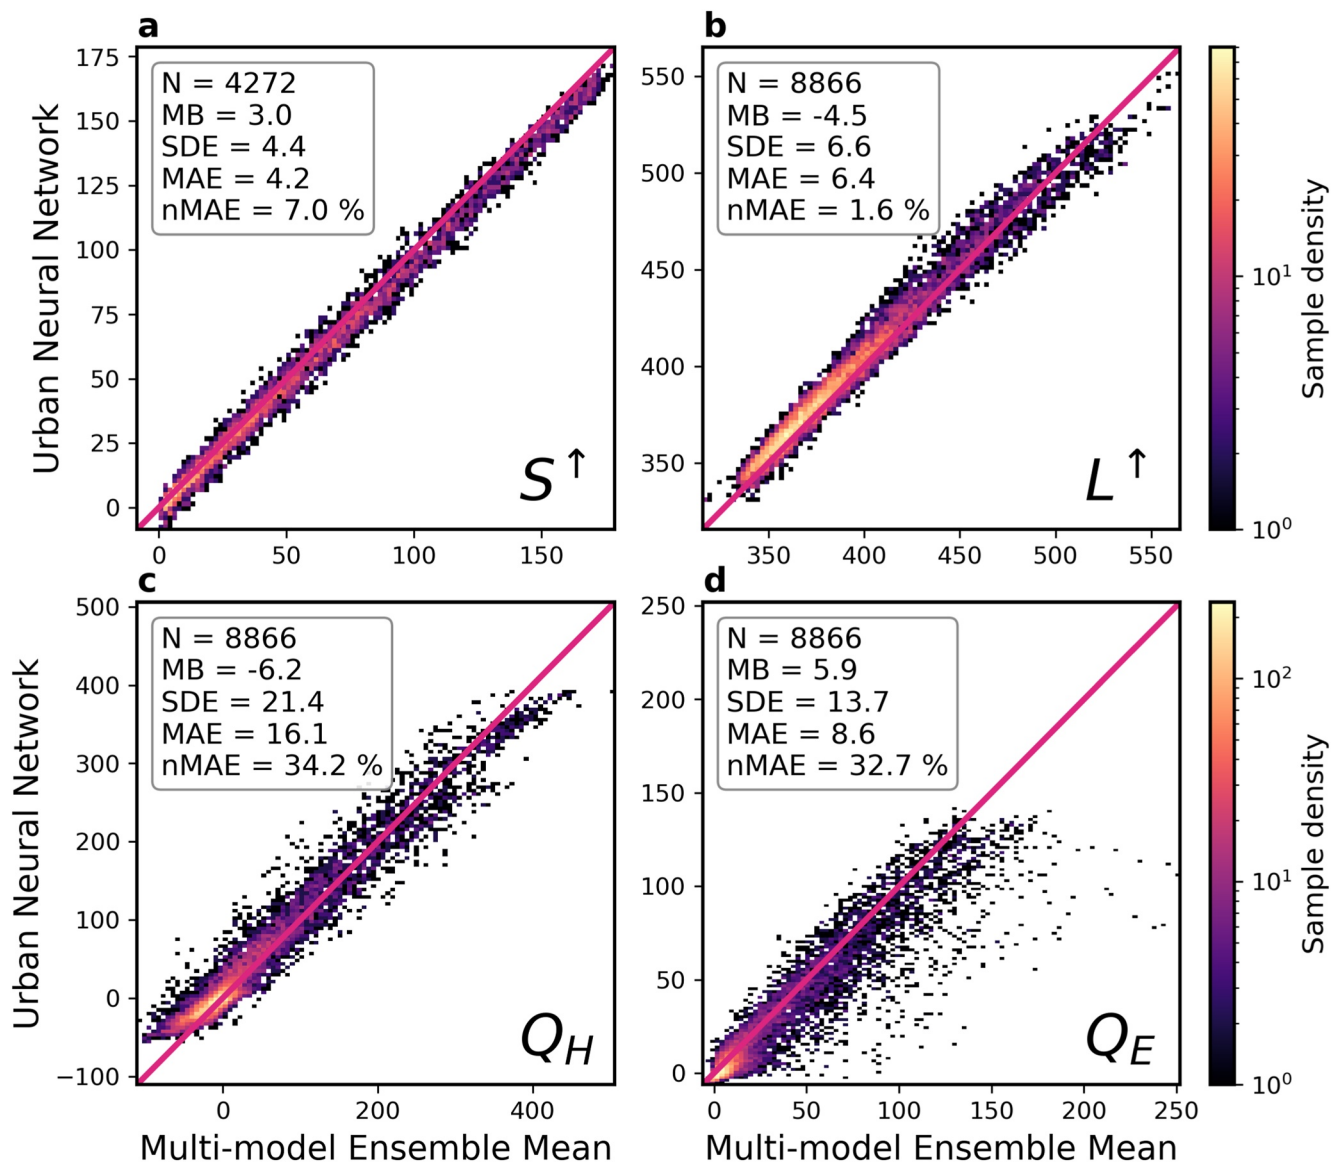 a
175
150
125
100
75
50
25
0
Urban Neural Network
N = 4272
MB = 3.0
SDE = 4.4
MAE = 4.2
nMAE = 7.0 %
S↑
0 50 100 150
b
550
500
450
400
350
N = 8866
MB = -4.5
SDE = 6.6
MAE = 6.4
nMAE = 1.6 %
L↑
350 400 450 500 550
10¹
10⁰
Sample density
c
500
400
300
200
100
0
−100
Urban Neural Network
N = 8866
MB = -6.2
SDE = 21.4
MAE = 16.1
nMAE = 34.2 %
Q_H
0 200 400
Multi-model Ensemble Mean
d
250
200
150
100
50
0
N = 8866
MB = 5.9
SDE = 13.7
MAE = 8.6
nMAE = 32.7 %
Q_E
0 50 100 150 200 250
Multi-model Ensemble Mean
10²
10¹
10⁰
Sample density